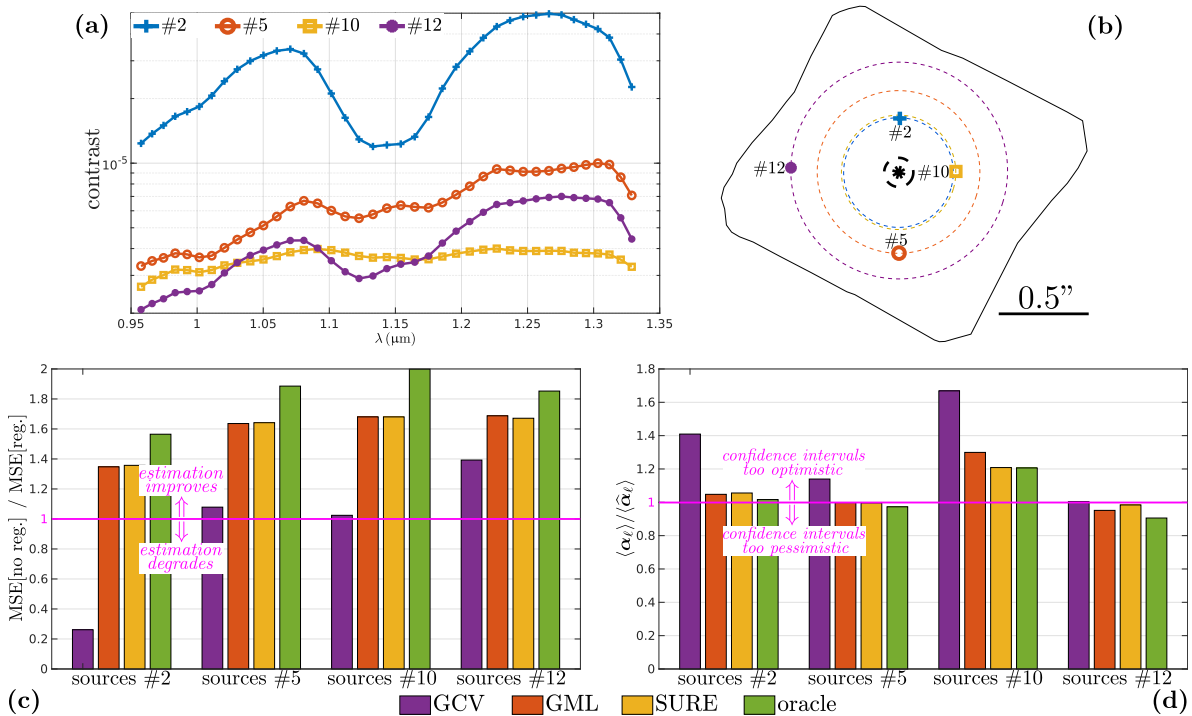 (a)
#2 #5 #10 #12
contrast
10-5
0.95 1 1.05 1.1 1.15 1.2 1.25 1.3 1.35
λ (μm)
(b)
#2
#12
#10
#5
0.5”
MSE[no reg.] / MSE[reg.]
2
1.8
1.6
1.4
1.2
1
0.8
0.6
0.4
0.2
0
estimation
improves
estimation
degrades
sources #2 sources #5 sources #10 sources #12
(c)
⟨α̂ℓ⟩/⟨ᾱℓ⟩
1.8
1.6
1.4
1.2
1
0.8
0.6
0.4
0.2
0
confidence intervals
too optimistic
confidence intervals
too pessimistic
sources #2 sources #5 sources #10 sources #12
(d)
GCV GML SURE oracle